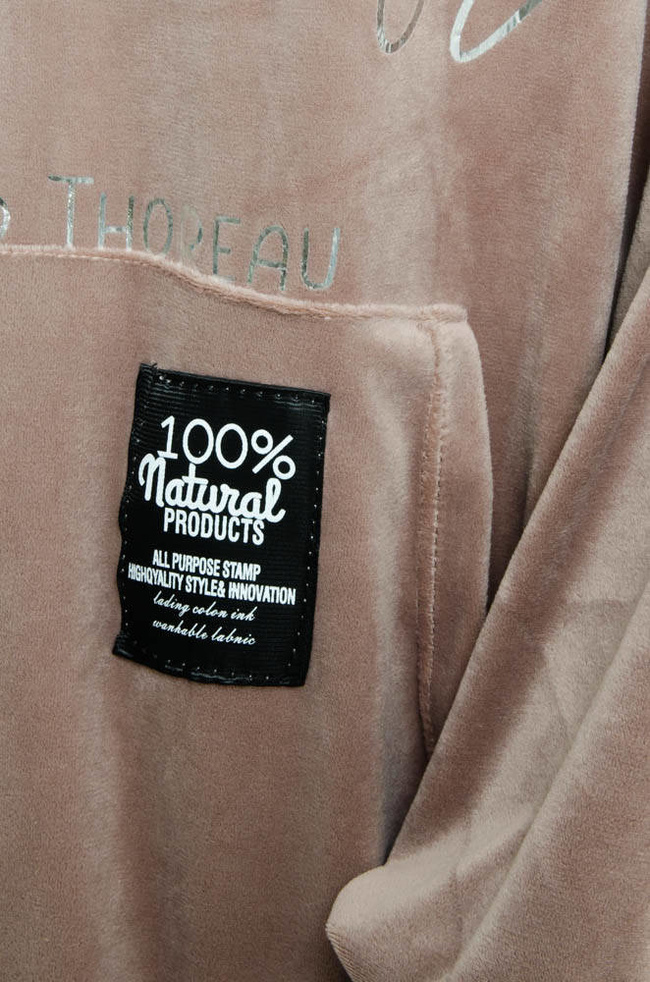 THOREAU
100%
Natural
PRODUCTS
ALL PURPOSE STAMP
HIGHQYALITY STYLE& INNOVATION
lading colon ink
wanhable labnic